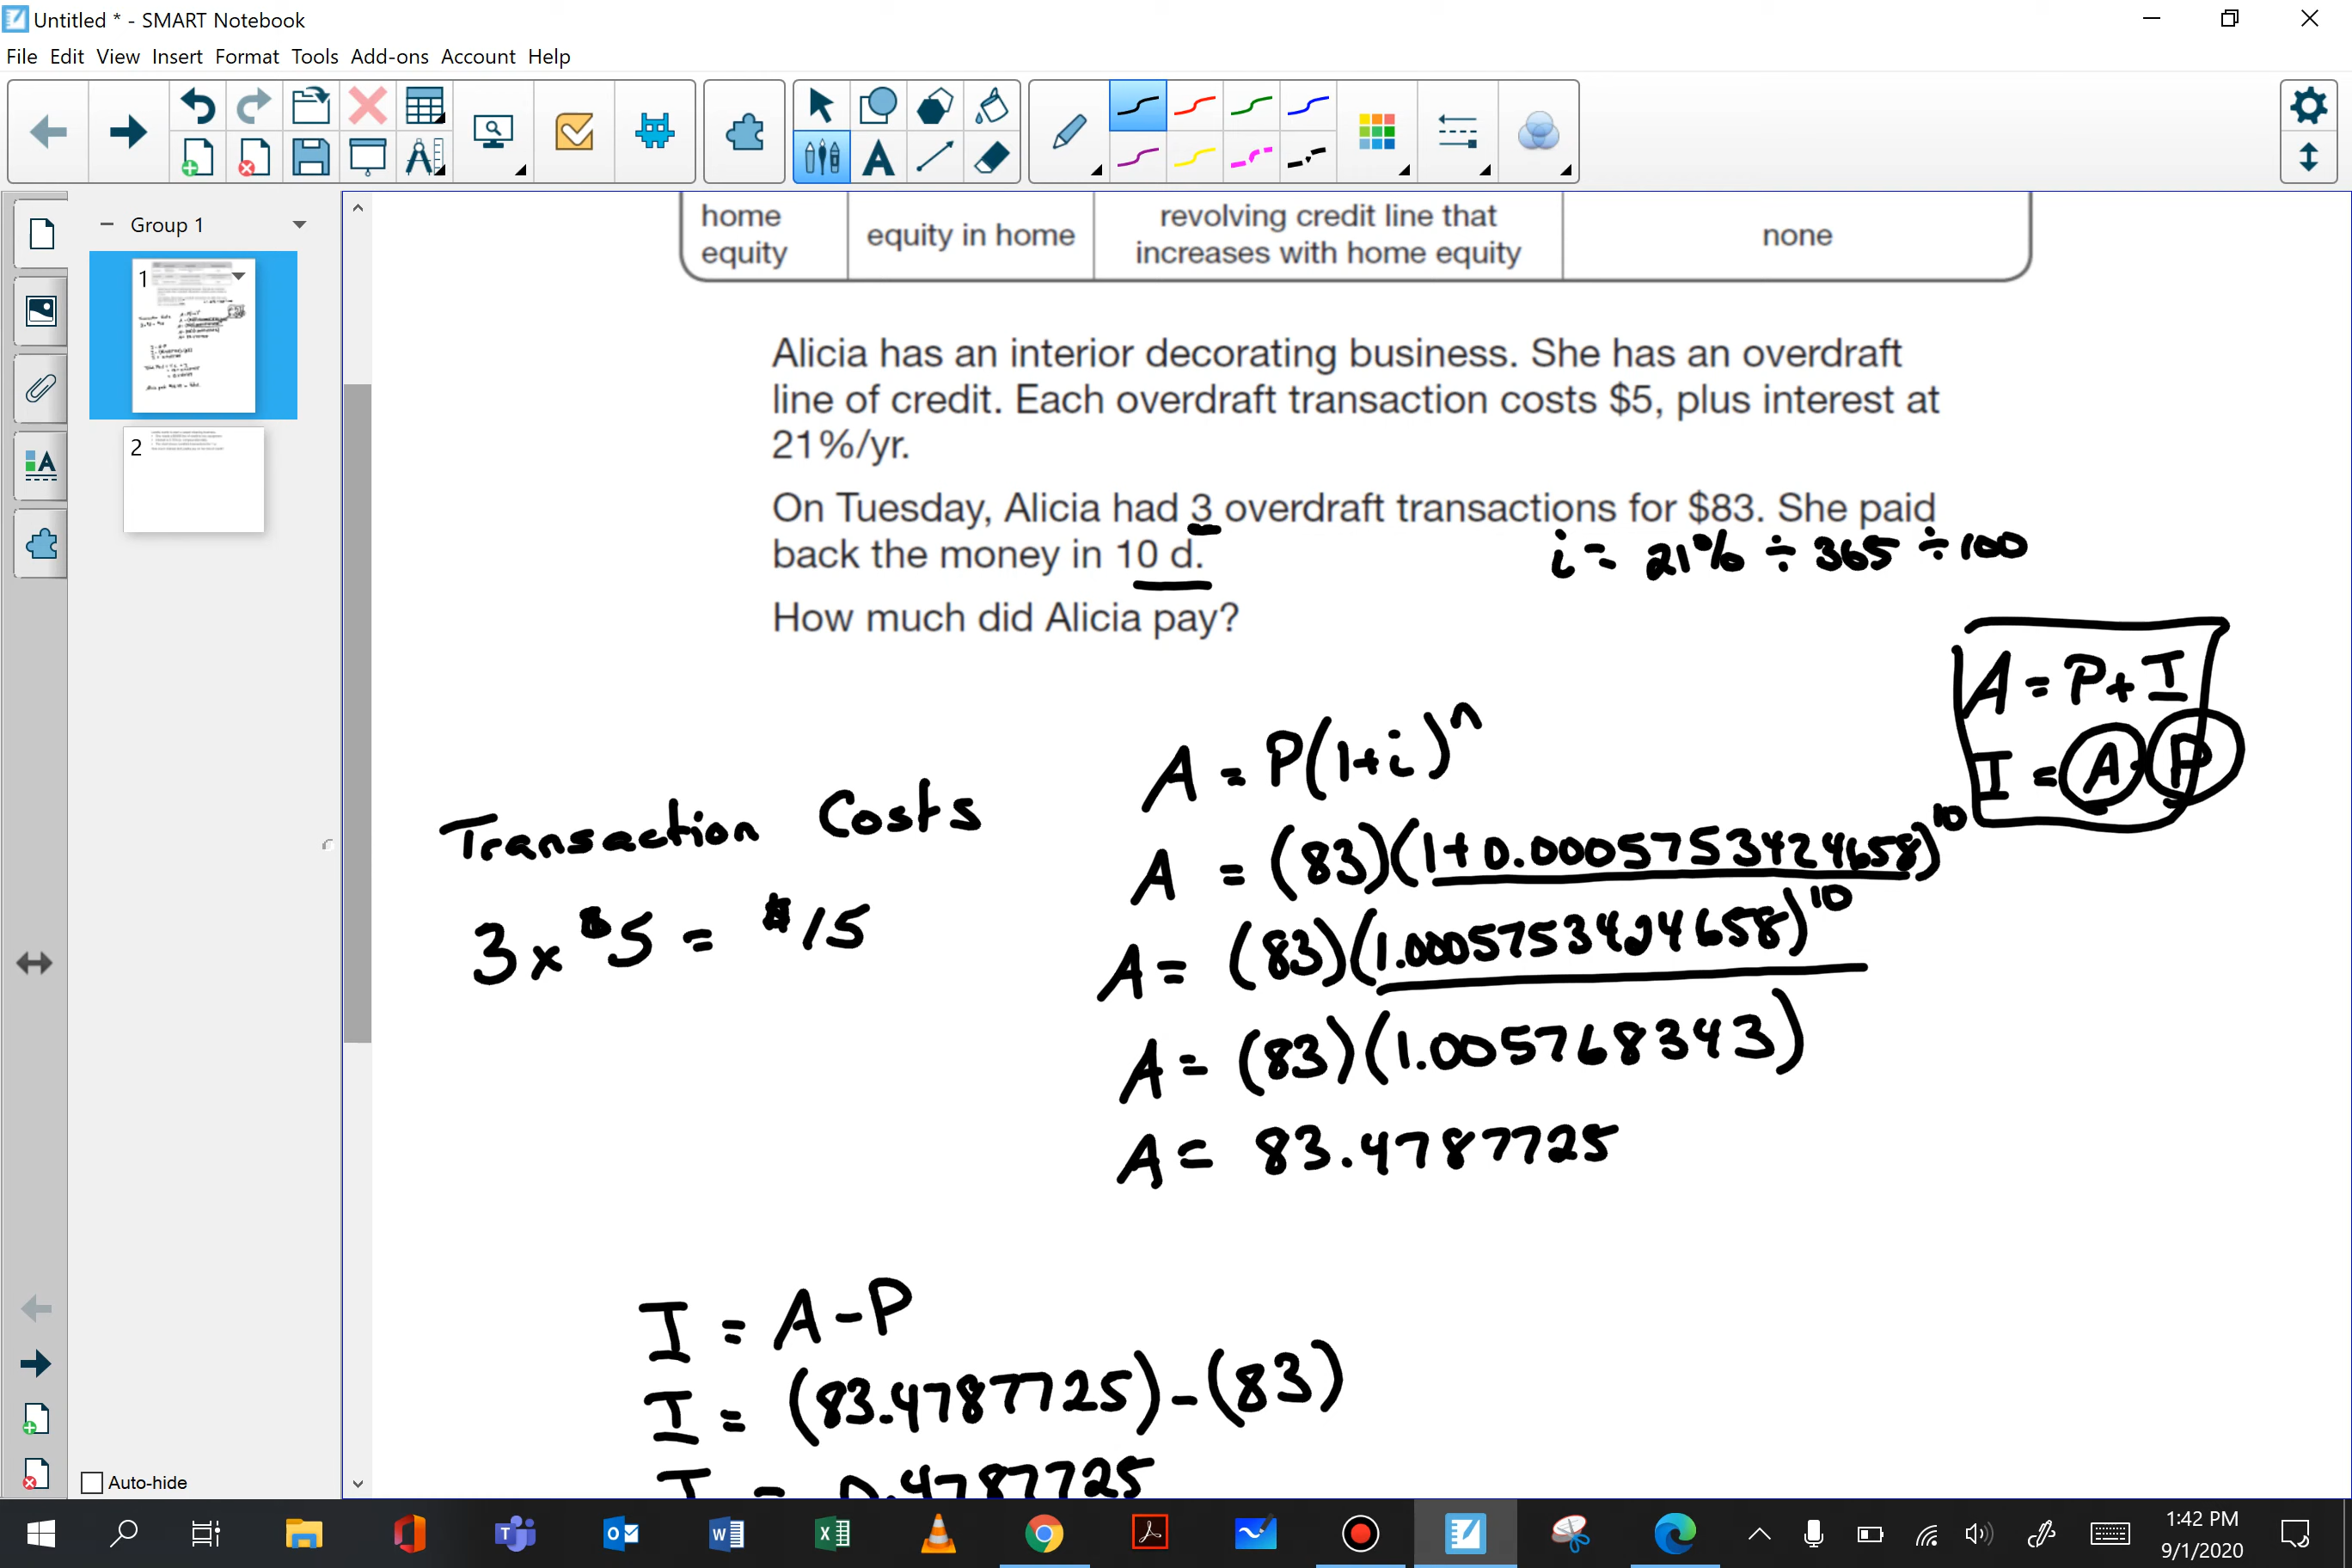 Untitled * - SMART Notebook
File Edit View Insert Format Tools Add-ons Account Help
Group 1
1
2
Auto-hide
home equity
equity in home
revolving credit line that
increases with home equity
none
Alicia has an interior decorating business. She has an overdraft
line of credit. Each overdraft transaction costs $5, plus interest at
21%/yr.
On Tuesday, Alicia had 3 overdraft transactions for $83. She paid
back the money in 10 d.
i = 21% ÷ 365 ÷ 100
How much did Alicia pay?
A = P + I
I = A - P
Transaction Costs
3 x $5 = $15
A = P(1+i)^n
A = (83)(1+0.0005753424658)^10
A = (83)(1.0005753424658)^10
A = (83)(1.005768343)
A = 83.4787725
I = A - P
I = (83.4787725) - (83)
I = 0.4787725
1:42 PM
9/1/2020